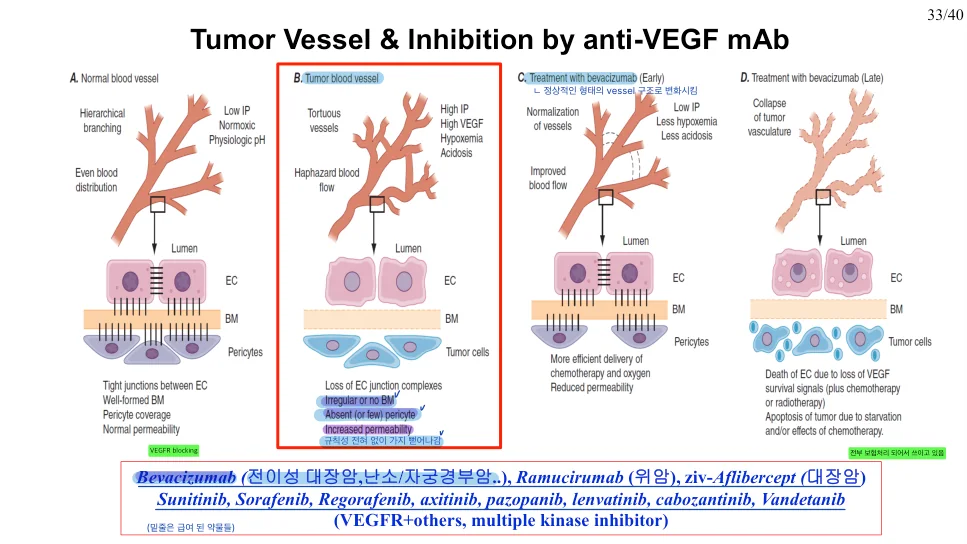 33/40
Tumor Vessel & Inhibition by anti-VEGF mAb
A. Normal blood vessel
Hierarchical
branching
Low IP
Normoxic
Physiologic pH
Even blood
distribution
Lumen
EC
BM
Pericytes
Tight junctions between EC
Well-formed BM
Pericyte coverage
Normal permeability
VEGFR blocking
B. Tumor blood vessel
Tortuous
vessels
High IP
High VEGF
Hypoxemia
Acidosis
Haphazard blood
flow
Lumen
EC
BM
Tumor cells
Loss of EC junction complexes
Irregular or no BM
Absent (or few) pericyte
Increased permeability
규칙성 전혀 없이 가지 뻗어나감
C. Treatment with bevacizumab (Early)
ㄴ 정상적인 형태의 vessel 구조로 변화시킴
Normalization
of vessels
Low IP
Less hypoxemia
Less acidosis
Improved
blood flow
Lumen
EC
BM
Pericytes
More efficient delivery of
chemotherapy and oxygen
Reduced permeability
D. Treatment with bevacizumab (Late)
Collapse
of tumor
vasculature
Lumen
EC
BM
Tumor cells
Death of EC due to loss of VEGF
survival signals (plus chemotherapy
or radiotherapy)
Apoptosis of tumor due to starvation
and/or effects of chemotherapy.
전부 보험처리 되어서 쓰이고 있음
Bevacizumab (전이성 대장암,난소/자궁경부암..), Ramucirumab (위암), ziv-Aflibercept (대장암)
Sunitinib, Sorafenib, Regorafenib, axitinib, pazopanib, lenvatinib, cabozantinib, Vandetanib
(VEGFR+others, multiple kinase inhibitor)
(밑줄은 급여 된 약물들)